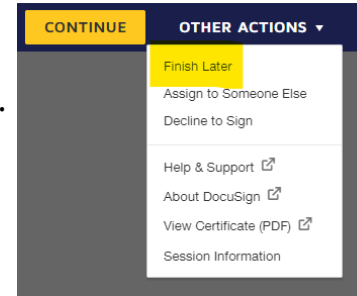 CONTINUE OTHER ACTIONS
Finish Later
Assign to Someone Else
Decline to Sign
Help & Support
About DocuSign
View Certificate (PDF)
Session Information